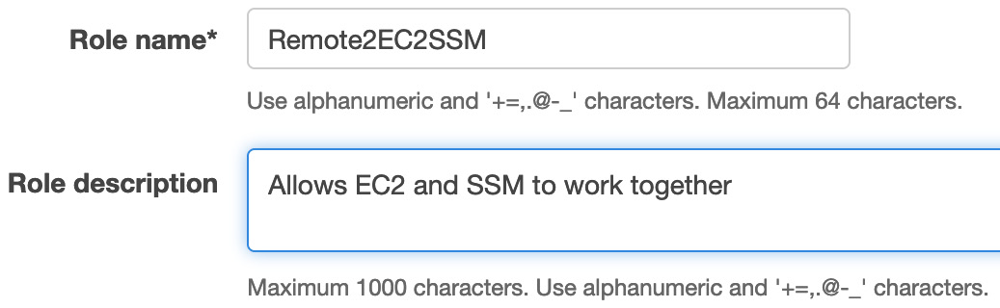 Role name*
Remote2EC2SSM
Use alphanumeric and '+=,.@-_' characters. Maximum 64 characters.
Role description
Allows EC2 and SSM to work together
Maximum 1000 characters. Use alphanumeric and '+=,.@-_' characters.